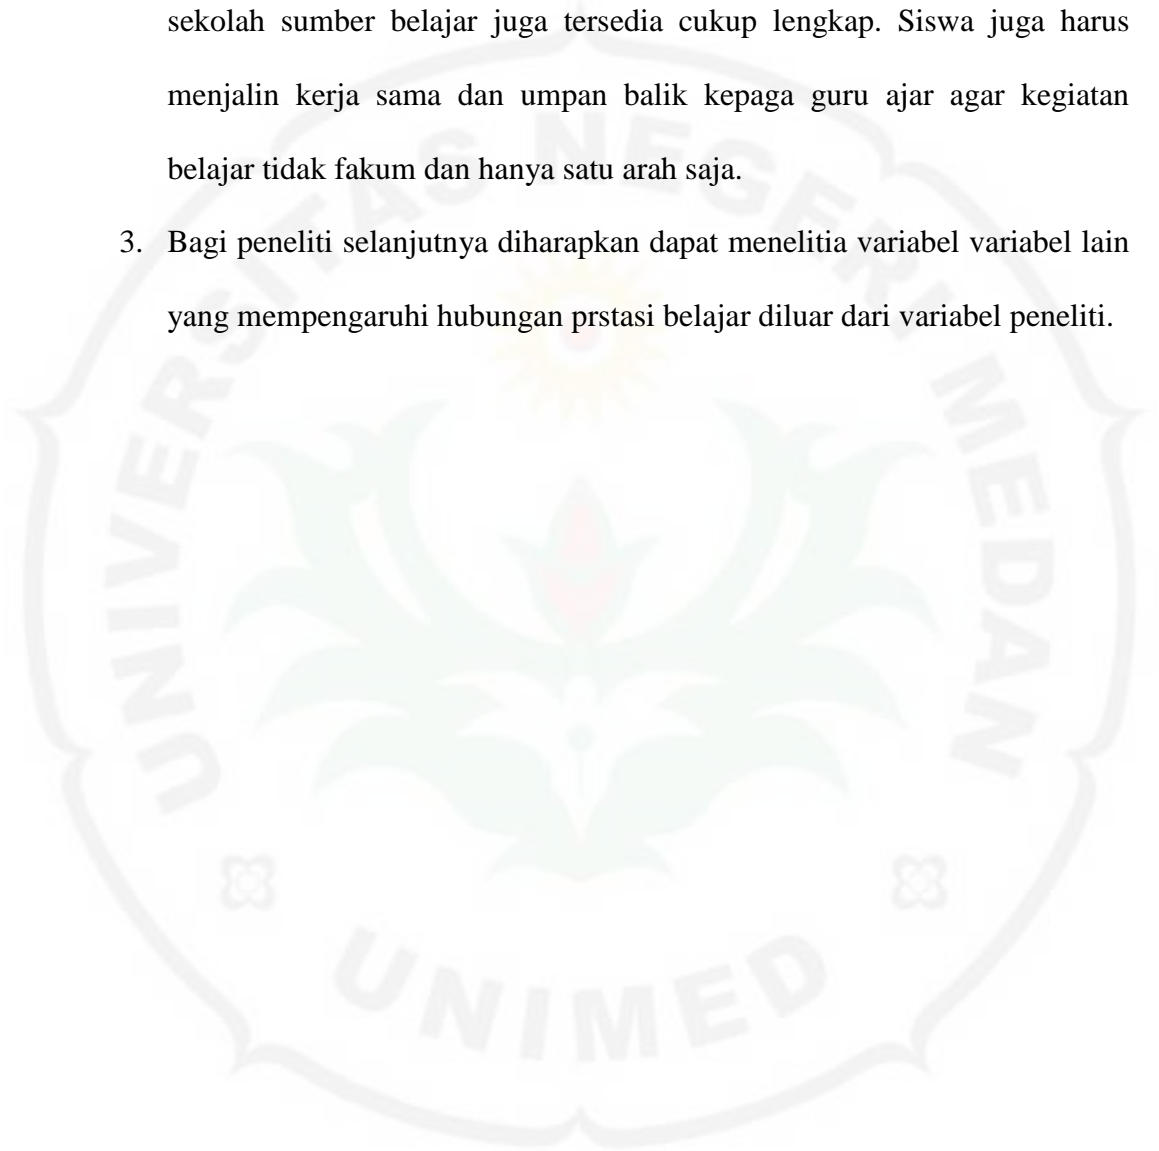 sekolah sumber belajar juga tersedia cukup lengkap. Siswa juga harus
menjalin kerja sama dan umpan balik kepaga guru ajar agar kegiatan
belajar tidak fakum dan hanya satu arah saja.
3. Bagi peneliti selanjutnya diharapkan dapat menelitia variabel variabel lain
yang mempengaruhi hubungan prstasi belajar diluar dari variabel peneliti.
UNIVERSITAS NEGERI MEDAN
UNIMED